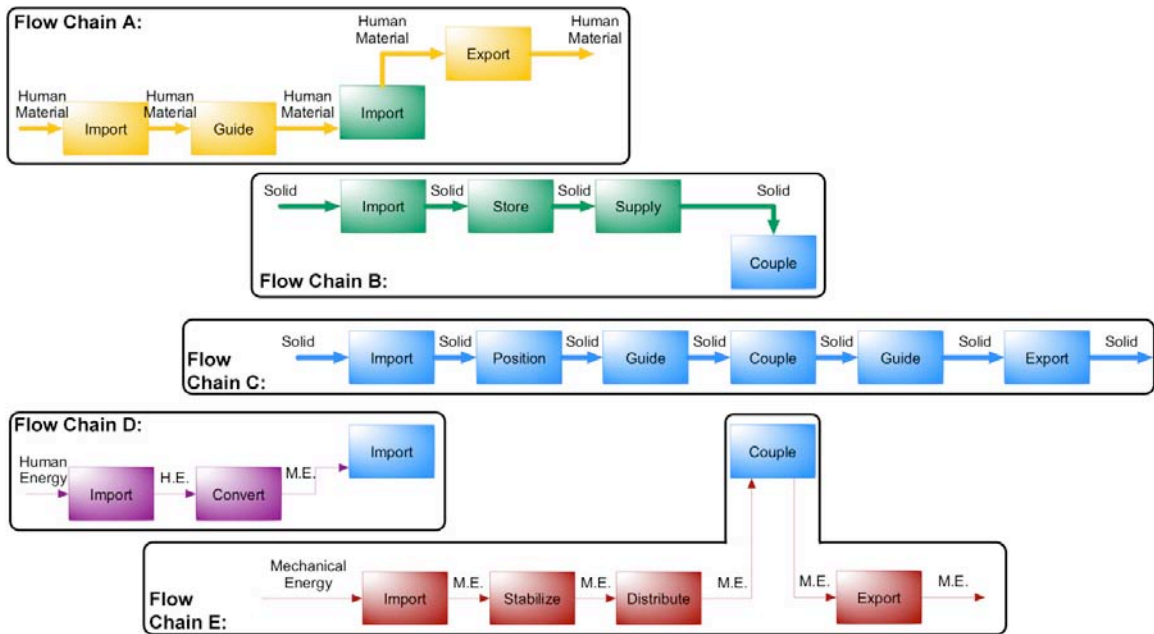 Flow Chain A:
Human
Material
Human
Material
Export
Human
Material
Human
Material
Human
Material
Import
Import
Guide
Import
Solid
Solid
Solid
Solid
Import
Store
Supply
Couple
Flow Chain B:
Solid
Solid
Solid
Solid
Solid
Solid
Solid
Import
Position
Guide
Couple
Guide
Export
Flow
Chain C:
Flow Chain D:
Human
Energy
H.E.
M.E.
Import
Import
Convert
Couple
Mechanical
Energy
M.E.
M.E.
M.E.
M.E.
M.E.
Import
Stabilize
Distribute
Export
Flow
Chain E: